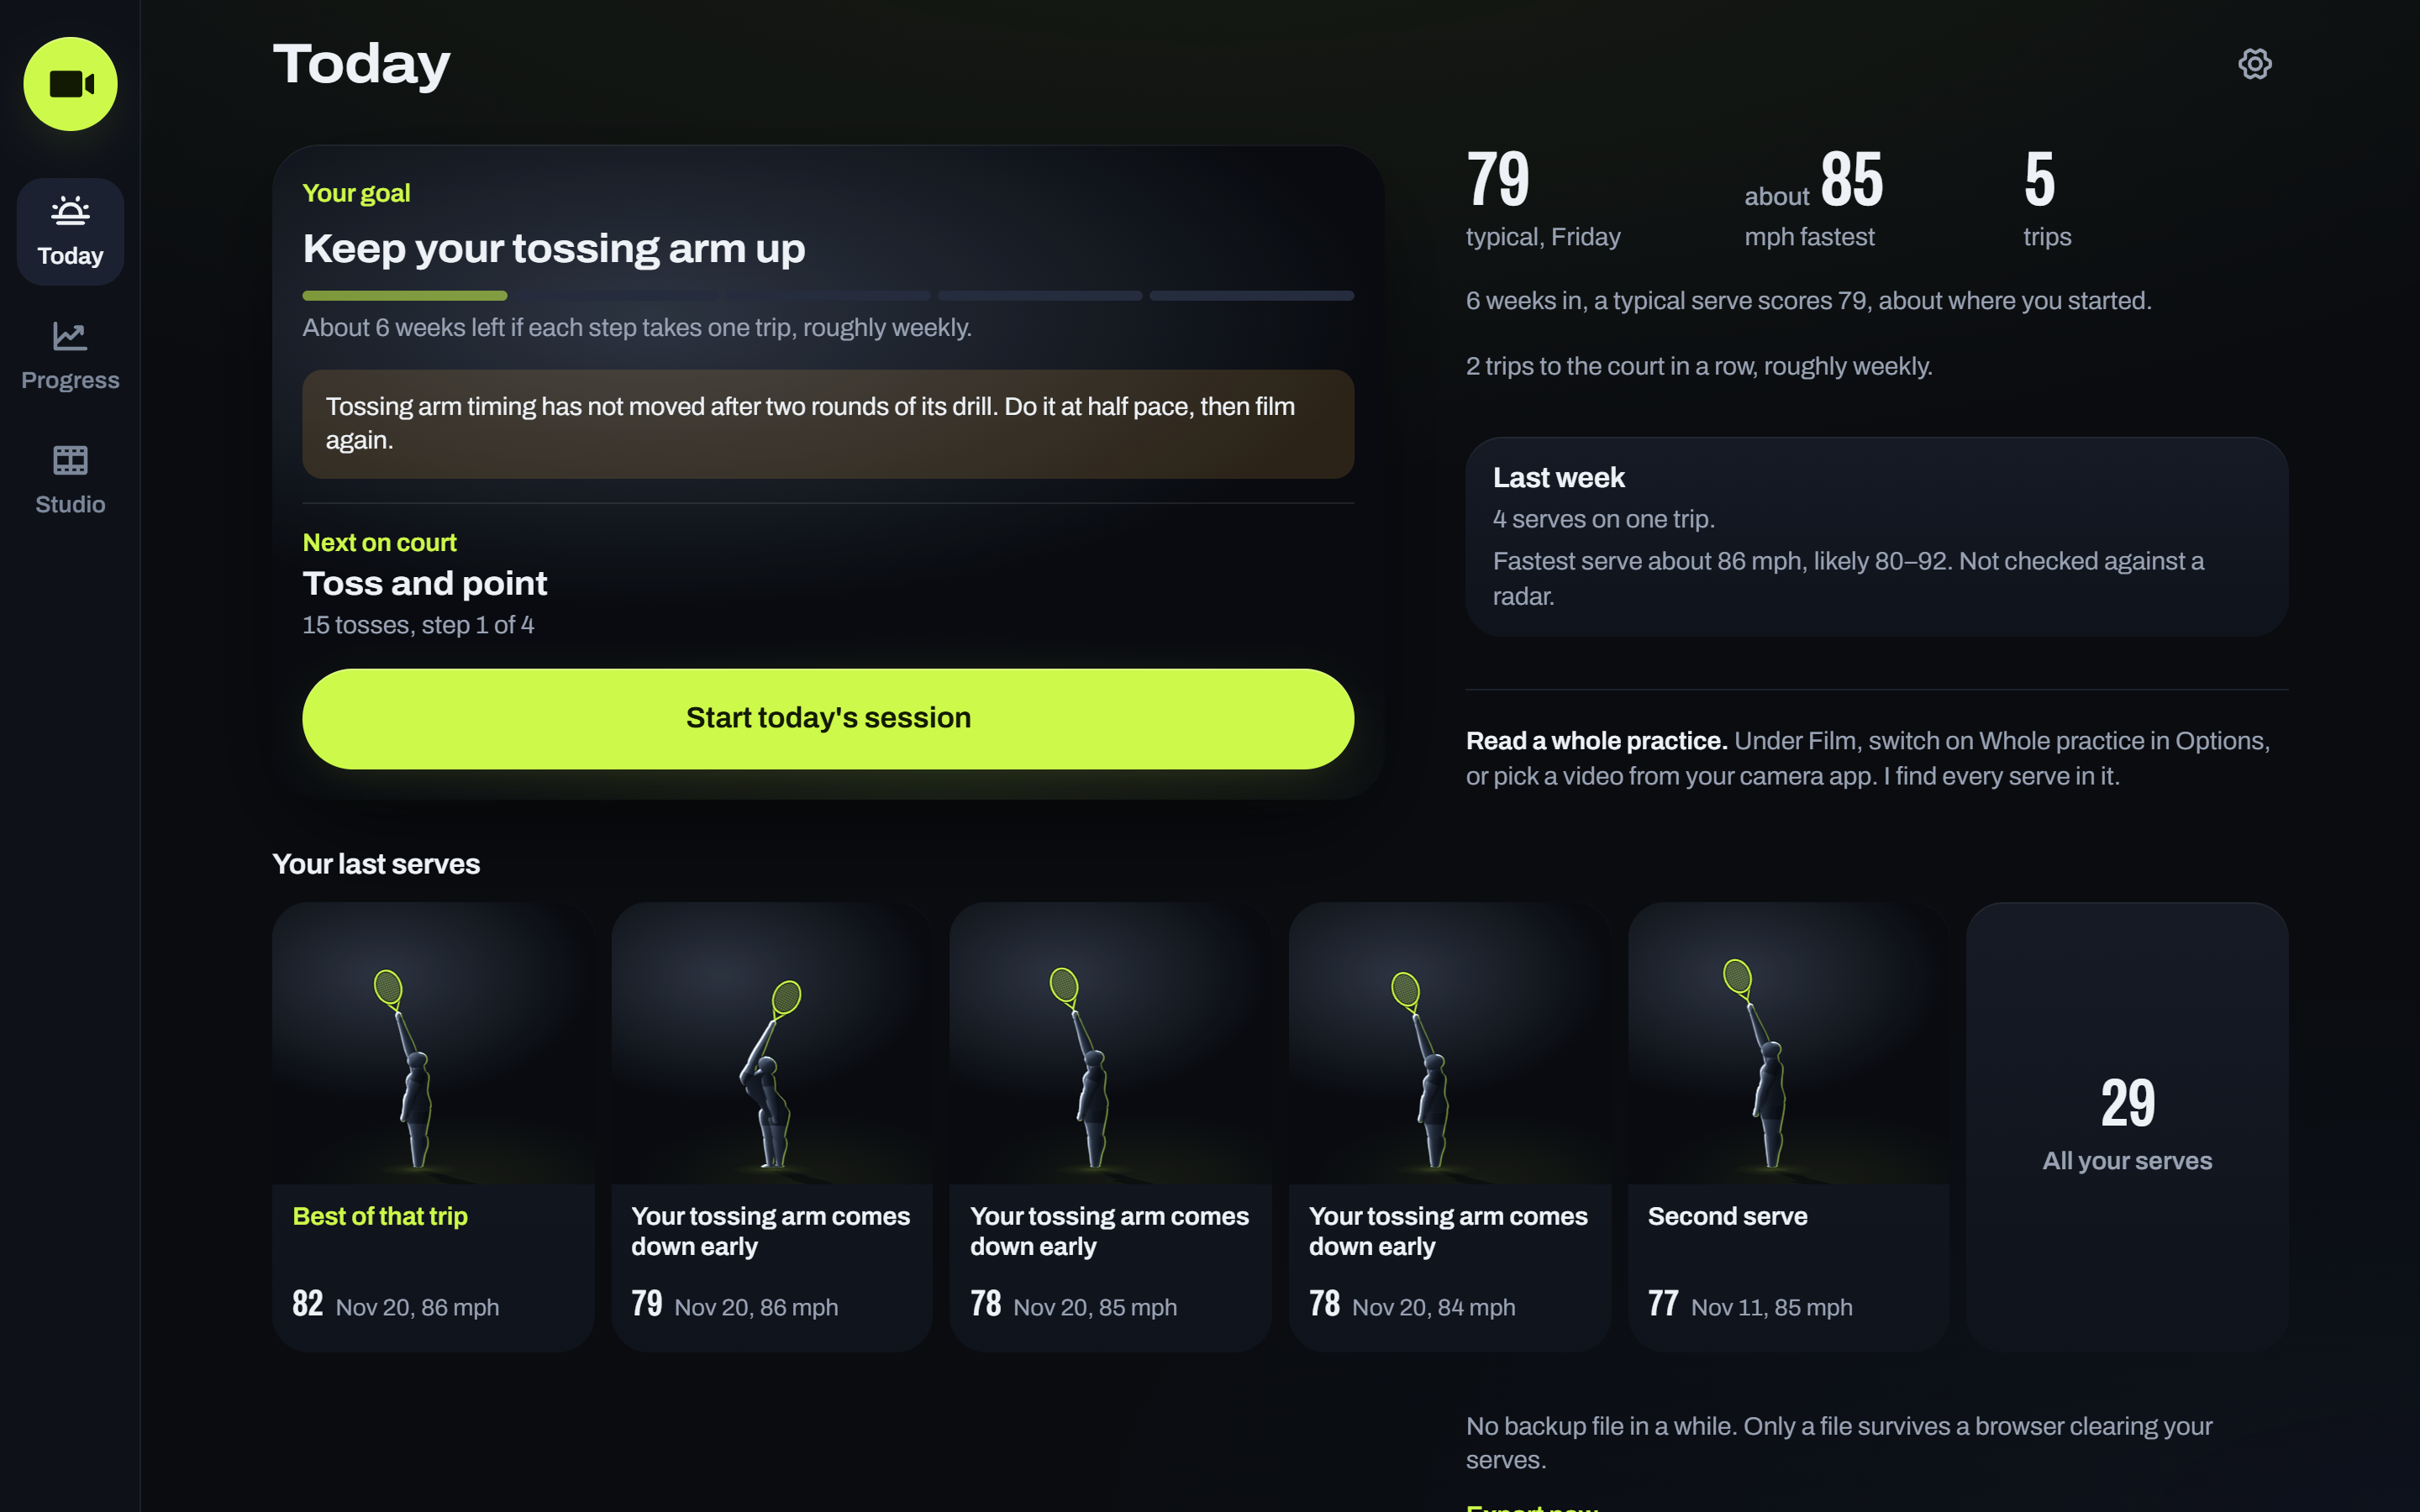 Today
Progress
Studio
Today
Your goal
Keep your tossing arm up
About 6 weeks left if each step takes one trip, roughly weekly.
Tossing arm timing has not moved after two rounds of its drill. Do it at half pace, then film
again.
Next on court
Toss and point
15 tosses, step 1 of 4
Start today's session
79
typical, Friday
about 85
mph fastest
5
trips
6 weeks in, a typical serve scores 79, about where you started.
2 trips to the court in a row, roughly weekly.
Last week
4 serves on one trip.
Fastest serve about 86 mph, likely 80–92. Not checked against a
radar.
Read a whole practice. Under Film, switch on Whole practice in Options,
or pick a video from your camera app. I find every serve in it.
Your last serves
Best of that trip
82 Nov 20, 86 mph
Your tossing arm comes
down early
79 Nov 20, 86 mph
Your tossing arm comes
down early
78 Nov 20, 85 mph
Your tossing arm comes
down early
78 Nov 20, 84 mph
Second serve
77 Nov 11, 85 mph
29
All your serves
No backup file in a while. Only a file survives a browser clearing your
serves.
Export now